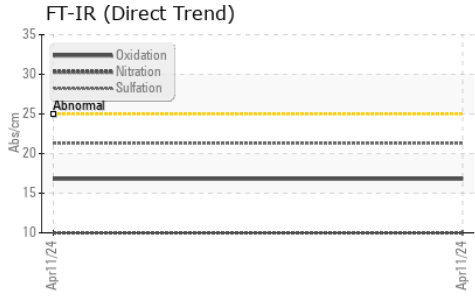 FT-IR (Direct Trend)
35
Oxidation
30
Nitration
Sulfation
Abnormal
25
Abs/cm
20
15
10
Apr11/24
Apr11/24